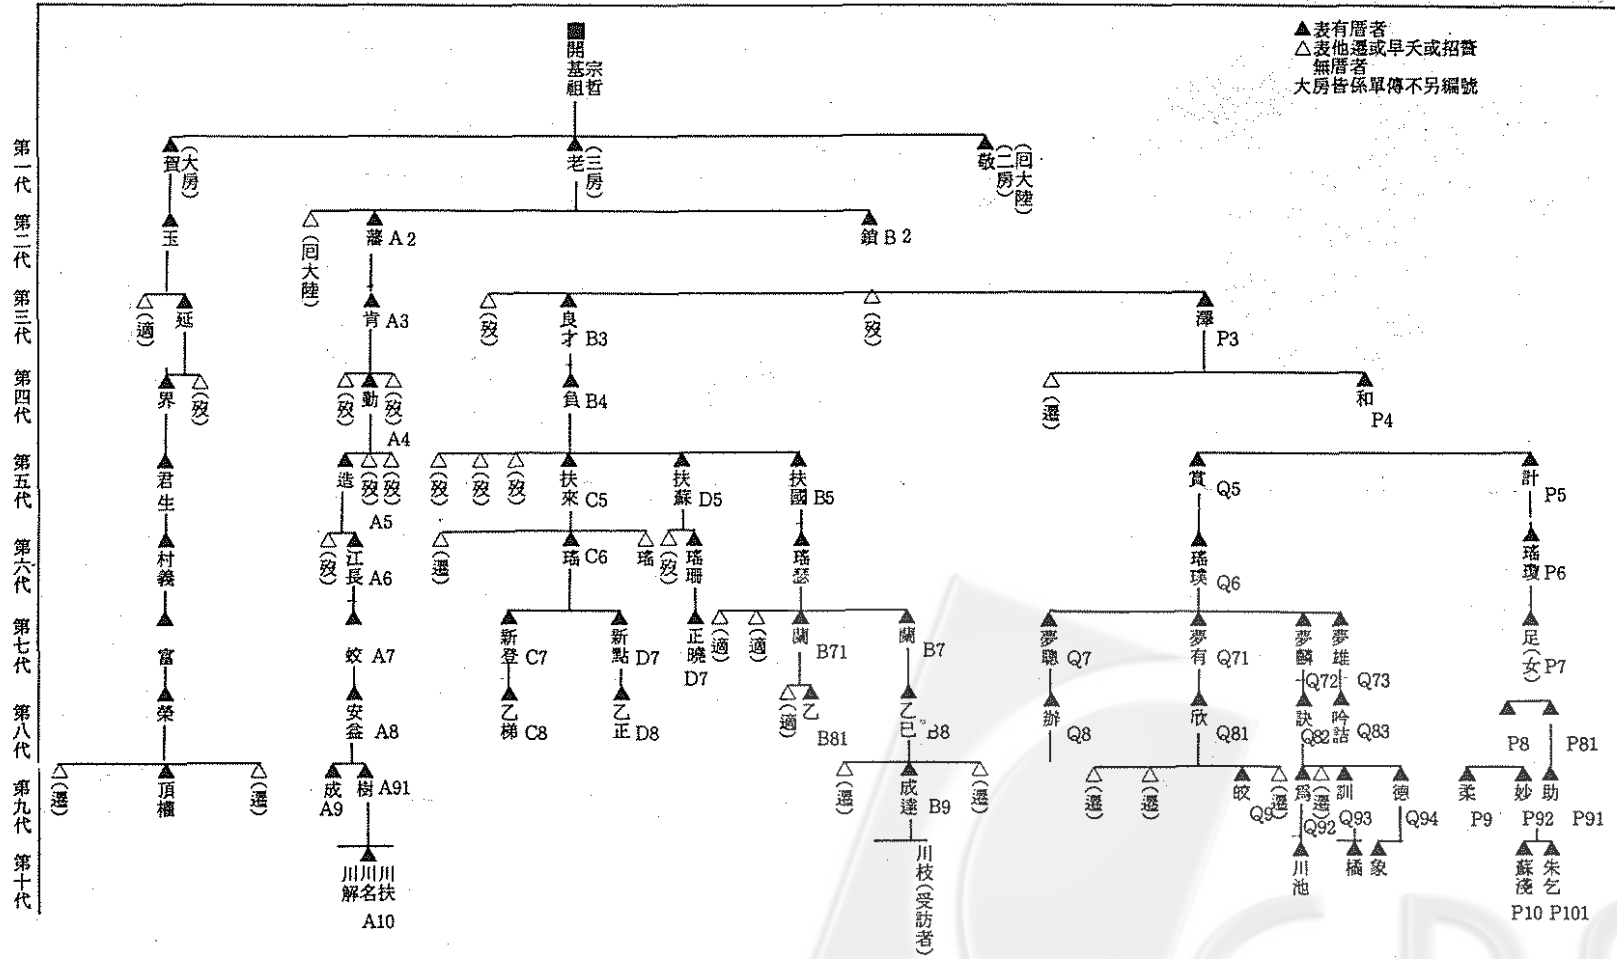 ▲表有厝者
△表他遷或早夭或招贅
無厝者
大房皆係單傳不另編號
開基祖 宗哲
第一代
賀(大房)
老(三房)
敬(二房)(回大陸)
第二代
玉
(回大陸)
藩 A2
鎖 B2
第三代
(適)
延
肯 A3
(歿)
良才 B3
(歿)
澤 P3
第四代
界
(歿)
(歿)
勤 A4
(歿)
負 B4
(遷)
和 P4
第五代
君生
造 A5
(歿)
(歿)
(歿)
(歿)
(歿)
扶來 C5
扶蘇 D5
扶國 B5
賞 Q5
計 P5
第六代
村義
(歿)
江長 A6
(遷)
瑤 C6
瑤
(歿)
瑤珊
瑤瑟
瑤璞 Q6
瑤瓊 P6
第七代
富
蛟 A7
新登 C7
新點 D7
正曉 D7
(適)
(適)
蘭 B71
蘭 B7
夢聰 Q7
夢有 Q71
夢麟 Q72
夢雄 Q73
足(女) P7
第八代
榮
安益 A8
乙梯 C8
乙正 D8
(適)
乙 B81
乙巳 B8
辦 Q8
欣 Q81
訣 Q82
吟詰 Q83
P8
P81
第九代
(遷)
頂權
(遷)
成 A9
樹 A91
(遷)
成達 B9
(遷)
(遷)
(遷)
皎 Q9
(遷)
為 Q92
(遷)
訓 Q93
德 Q94
柔 P9
妙 P92
助 P91
第十代
川解
川名
川扶
A10
川枝(受訪者)
川池
橘
象
蘇淺 P10
朱乞 P101